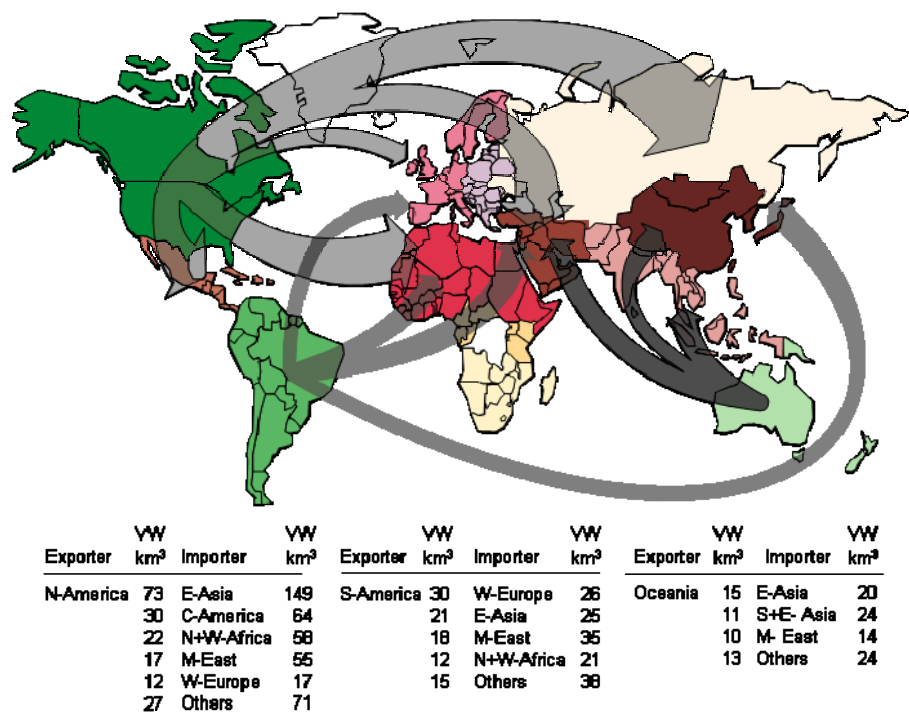 VW VW VW VW VW VW
Exporter km³ Importer km³ Exporter km³ Importer km³ Exporter km³ Importer km³
N-America 73 E-Asia 149 S-America 30 W-Europe 26 Oceania 15 E-Asia 20
30 C-America 64 21 E-Asia 25 11 S+E- Asia 24
22 N+W-Africa 58 18 M-East 35 10 M- East 14
17 M-East 55 12 N+W-Africa 21 13 Others 24
12 W-Europe 17 15 Others 38
27 Others 71